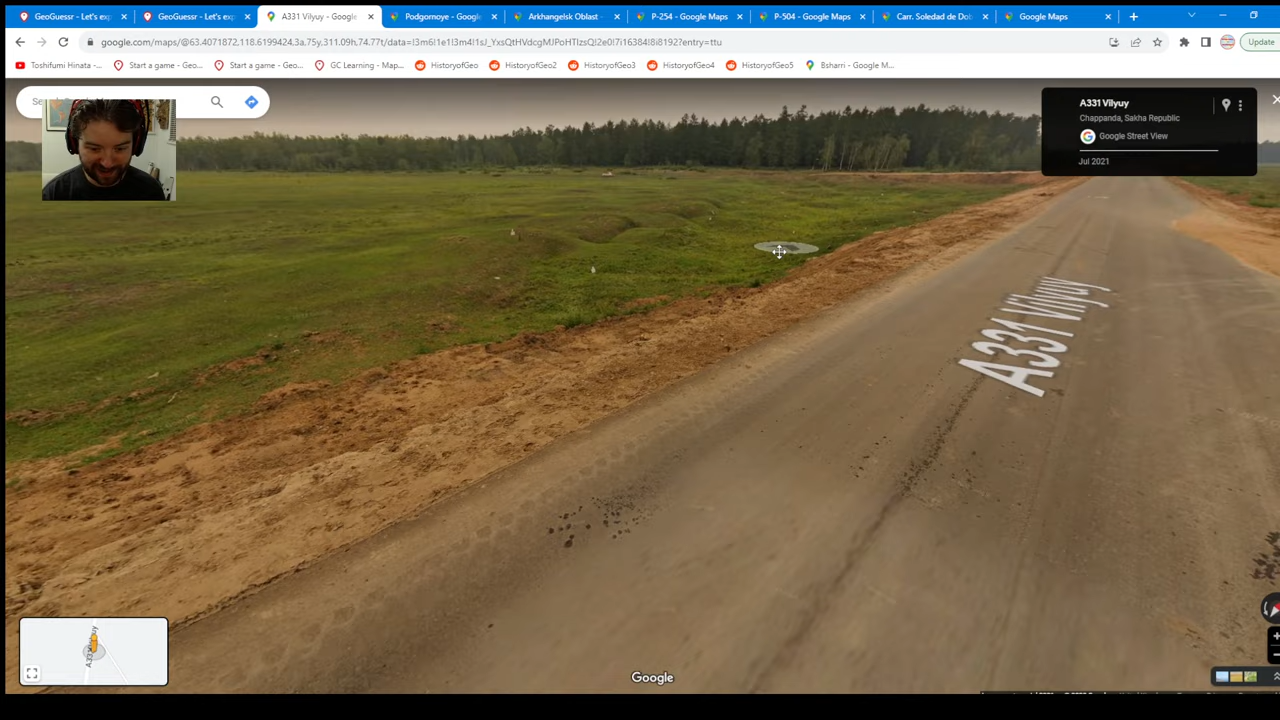 GeoGuessr - Let's exp
GeoGuessr - Let's exp
A331 Vilyuy - Google
Podgornoye - Google
Arkhangelsk Oblast -
P-254 - Google Maps
P-504 - Google Maps
Carr. Soledad de Dob
Google Maps
google.com/maps/@63.4071872,118.6199424,3a,75y,311.09h,74.77t/data=!3m6!1e1!3m4!1sJ_YxsQtHVdcgMJPoHTIzsQ!2e0!7i16384!8i8192?entry=ttu
Update
Toshifumi Hinata -...
Start a game - Geo...
Start a game - Geo...
GC Learning - Map...
HistoryofGeo
HistoryofGeo2
HistoryofGeo3
HistoryofGeo4
HistoryofGeo5
Bsharri - Google M...
A331 Vilyuy
Chappanda, Sakha Republic
Google Street View
Jul 2021
A331 Vilyuy
A331
Google